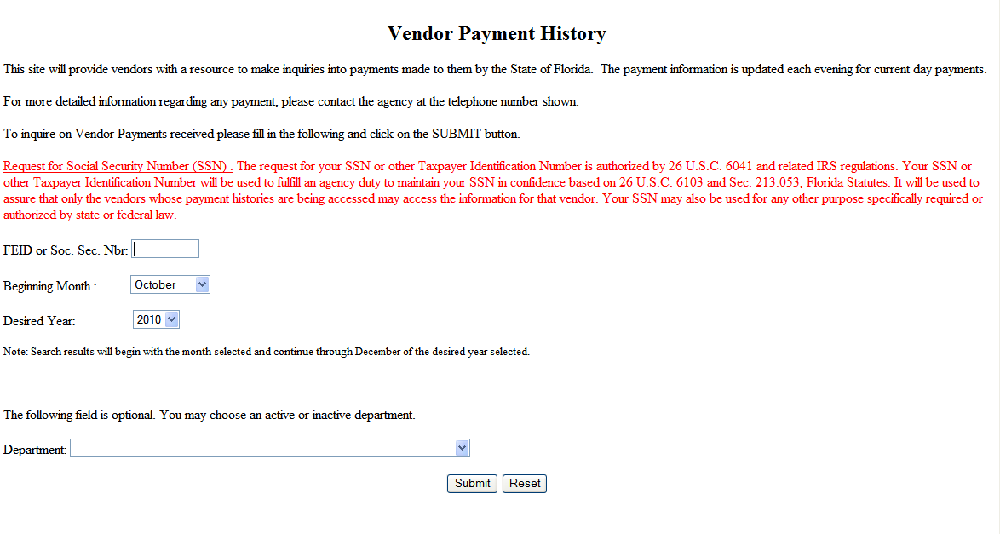 Vendor Payment History
This site will provide vendors with a resource to make inquiries into payments made to them by the State of Florida.  The payment information is updated each evening for current day payments.
For more detailed information regarding any payment, please contact the agency at the telephone number shown.
To inquire on Vendor Payments received please fill in the following and click on the SUBMIT button.
Request for Social Security Number (SSN) . The request for your SSN or other Taxpayer Identification Number is authorized by 26 U.S.C. 6041 and related IRS regulations. Your SSN or
other Taxpayer Identification Number will be used to fulfill an agency duty to maintain your SSN in confidence based on 26 U.S.C. 6103 and Sec. 213.053, Florida Statutes. It will be used to
assure that only the vendors whose payment histories are being accessed may access the information for that vendor. Your SSN may also be used for any other purpose specifically required or
authorized by state or federal law.
FEID or Soc. Sec. Nbr:
Beginning Month : October
Desired Year: 2010
Note: Search results will begin with the month selected and continue through December of the desired year selected.
The following field is optional. You may choose an active or inactive department.
Department:
Submit Reset